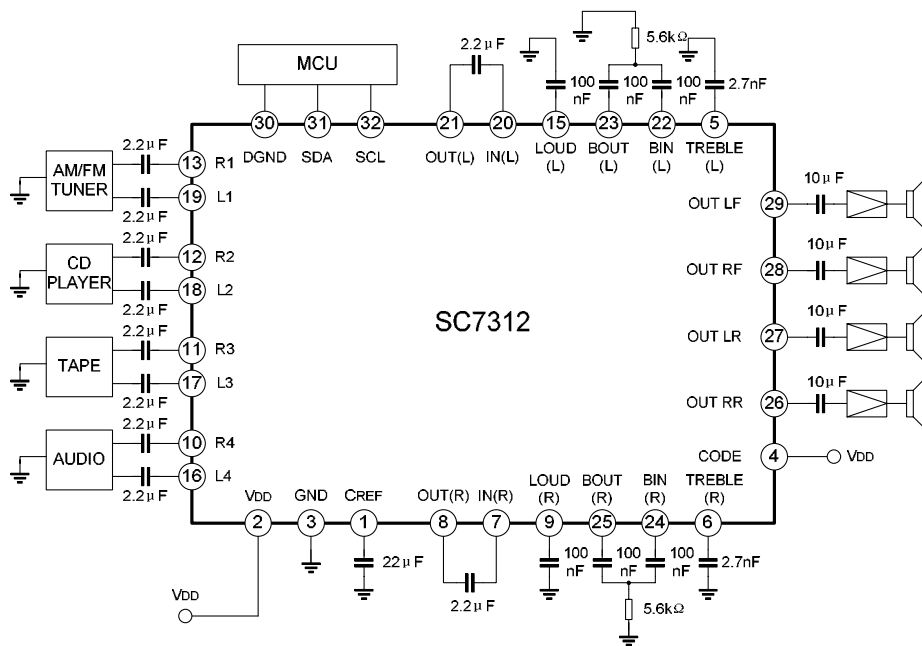 MCU
2.2μF
5.6kΩ
100 nF
100 nF
100 nF
2.7nF
30
31
32
21
20
15
23
22
5
DGND
SDA
SCL
OUT(L)
IN(L)
LOUD (L)
BOUT (L)
BIN (L)
TREBLE (L)
AM/FM TUNER
2.2μF
13
R1
19
L1
2.2μF
CD PLAYER
2.2μF
12
R2
18
L2
2.2μF
TAPE
2.2μF
11
R3
17
L3
2.2μF
AUDIO
2.2μF
10
R4
16
L4
2.2μF
SC7312
OUT LF
29
10μF
OUT RF
28
10μF
OUT LR
27
10μF
OUT RR
26
10μF
CODE
4
VDD
VDD
GND
CREF
OUT(R)
IN(R)
LOUD (R)
BOUT (R)
BIN (R)
TREBLE (R)
2
3
1
8
7
9
25
24
6
22μF
100 nF
100 nF
100 nF
2.7nF
2.2μF
5.6kΩ
VDD